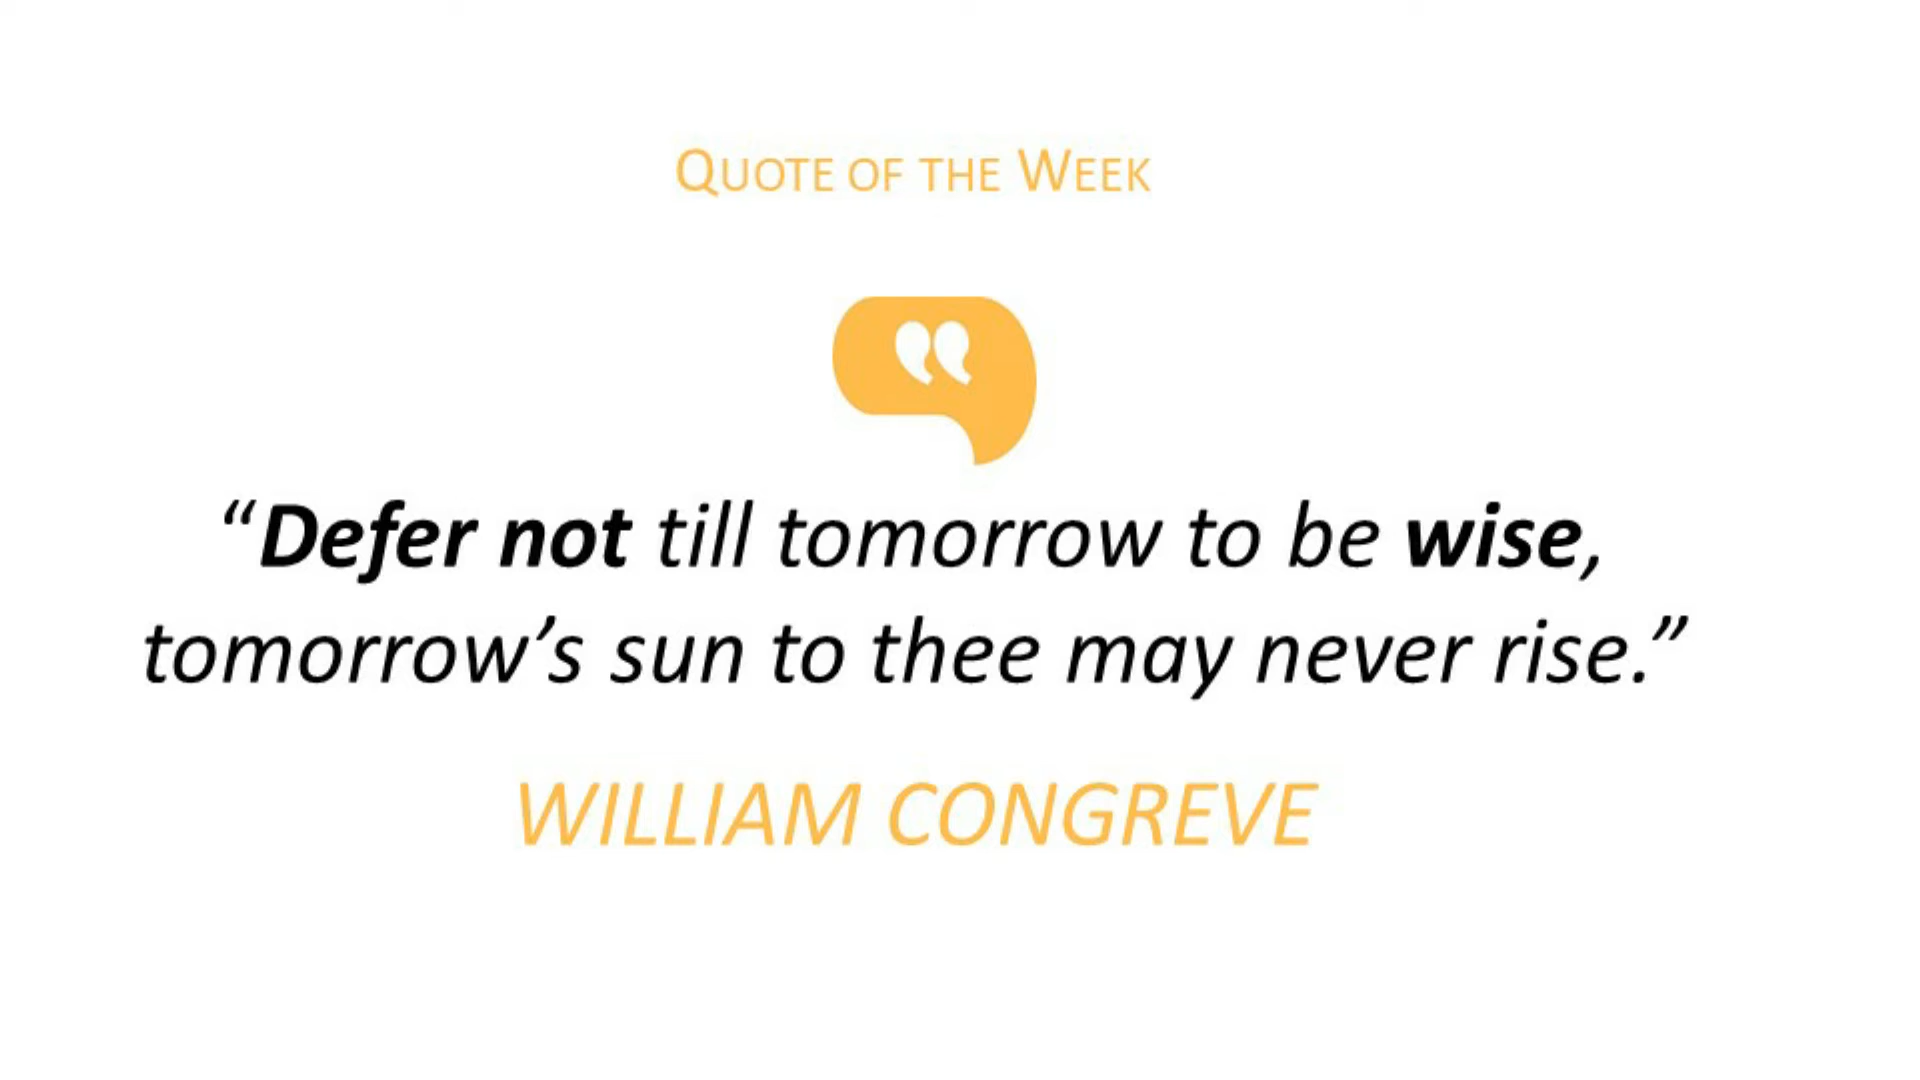 Quote of the Week
“Defer not till tomorrow to be wise,
tomorrow’s sun to thee may never rise.”
WILLIAM CONGREVE